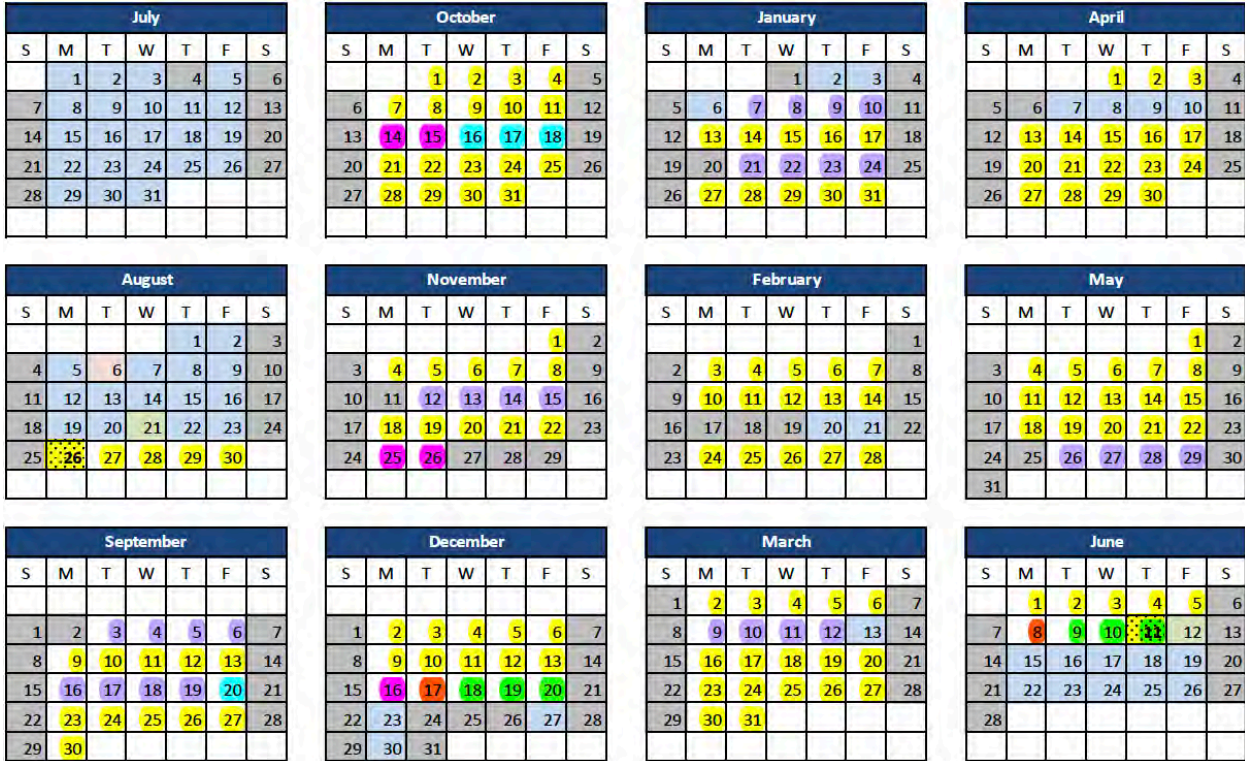 July
S M T W T F S
1 2 3 4 5 6
7 8 9 10 11 12 13
14 15 16 17 18 19 20
21 22 23 24 25 26 27
28 29 30 31
October
S M T W T F S
1 2 3 4 5
6 7 8 9 10 11 12
13 14 15 16 17 18 19
20 21 22 23 24 25 26
27 28 29 30 31
January
S M T W T F S
1 2 3 4
5 6 7 8 9 10 11
12 13 14 15 16 17 18
19 20 21 22 23 24 25
26 27 28 29 30 31
April
S M T W T F S
1 2 3 4
5 6 7 8 9 10 11
12 13 14 15 16 17 18
19 20 21 22 23 24 25
26 27 28 29 30
August
S M T W T F S
1 2 3
4 5 6 7 8 9 10
11 12 13 14 15 16 17
18 19 20 21 22 23 24
25 26 27 28 29 30
November
S M T W T F S
1 2
3 4 5 6 7 8 9
10 11 12 13 14 15 16
17 18 19 20 21 22 23
24 25 26 27 28 29
February
S M T W T F S
1
2 3 4 5 6 7 8
9 10 11 12 13 14 15
16 17 18 19 20 21 22
23 24 25 26 27 28
May
S M T W T F S
1 2
3 4 5 6 7 8 9
10 11 12 13 14 15 16
17 18 19 20 21 22 23
24 25 26 27 28 29 30
31
September
S M T W T F S
1 2 3 4 5 6 7
8 9 10 11 12 13 14
15 16 17 18 19 20 21
22 23 24 25 26 27 28
29 30
December
S M T W T F S
1 2 3 4 5 6 7
8 9 10 11 12 13 14
15 16 17 18 19 20 21
22 23 24 25 26 27 28
29 30 31
March
S M T W T F S
1 2 3 4 5 6 7
8 9 10 11 12 13 14
15 16 17 18 19 20 21
22 23 24 25 26 27 28
29 30 31
June
S M T W T F S
1 2 3 4 5 6
7 8 9 10 11 12 13
14 15 16 17 18 19 20
21 22 23 24 25 26 27
28